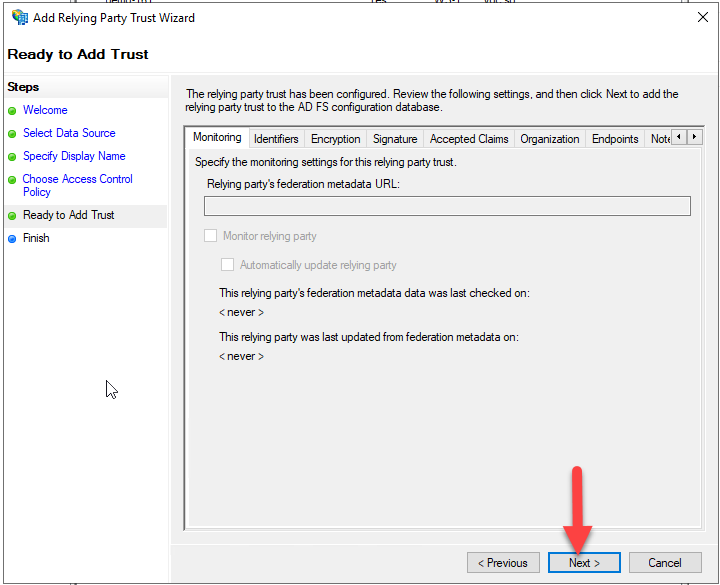 Add Relying Party Trust Wizard
Ready to Add Trust
Steps
Welcome
Select Data Source
Specify Display Name
Choose Access Control
Policy
Ready to Add Trust
Finish
The relying party trust has been configured. Review the following settings, and then click Next to add the
relying party trust to the AD FS configuration database.
Monitoring Identifiers Encryption Signature Accepted Claims Organization Endpoints Note
Specify the monitoring settings for this relying party trust.
Relying party's federation metadata URL:
Monitor relying party
Automatically update relying party
This relying party's federation metadata data was last checked on:
< never >
This relying party was last updated from federation metadata on:
< never >
< Previous Next > Cancel